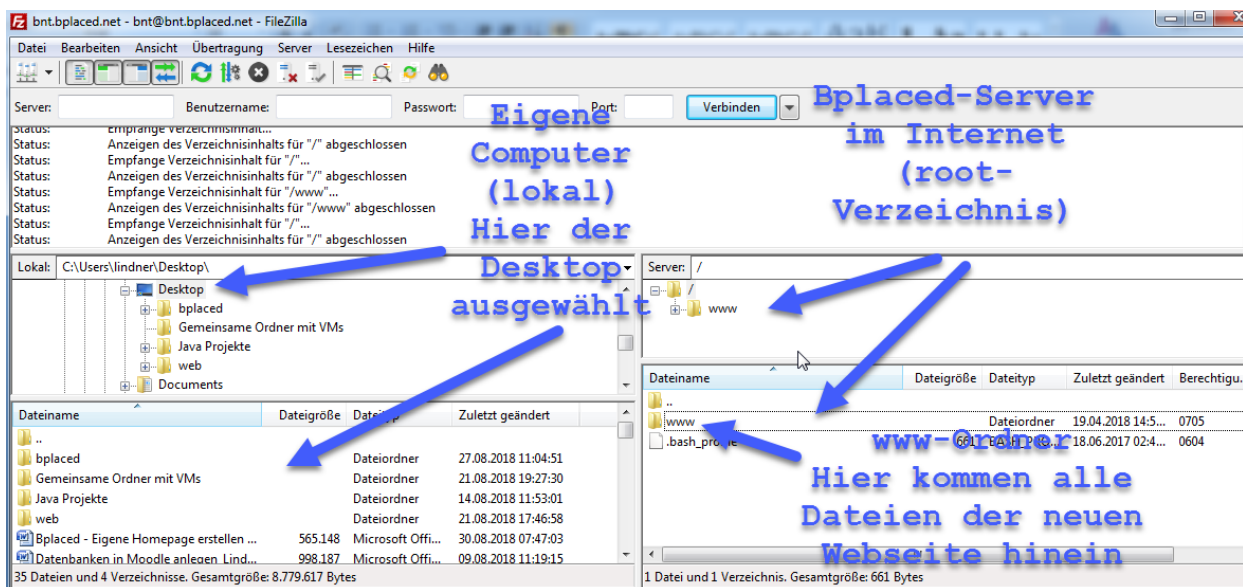 bnt.bplaced.net - bnt@bnt.bplaced.net - FileZilla
Datei Bearbeiten Ansicht Übertragung Server Lesezeichen Hilfe
Server: Benutzername: Passwort: Port: Verbinden
Status: Empfange Verzeichnisinhalt...
Status: Anzeigen des Verzeichnisinhalts für "/" abgeschlossen
Status: Empfange Verzeichnisinhalt für "/"...
Status: Anzeigen des Verzeichnisinhalts für "/" abgeschlossen
Status: Empfange Verzeichnisinhalt für "/www"...
Status: Anzeigen des Verzeichnisinhalts für "/www" abgeschlossen
Status: Empfange Verzeichnisinhalt für "/"...
Status: Anzeigen des Verzeichnisinhalts für "/" abgeschlossen
Eigene
Computer
(lokal)
Hier der
Desktop
ausgewählt
Bplaced-Server
im Internet
(root-
Verzeichnis)
Lokal: C:\Users\lindner\Desktop\
Desktop
bplaced
Gemeinsame Ordner mit VMs
Java Projekte
web
Documents
Server: /
/
www
Dateiname Dateigröße Dateityp Zuletzt geändert
..
bplaced Dateiordner 27.08.2018 11:04:51
Gemeinsame Ordner mit VMs Dateiordner 21.08.2018 19:27:30
Java Projekte Dateiordner 14.08.2018 11:53:01
web Dateiordner 21.08.2018 17:46:58
Bplaced - Eigene Homepage erstellen ... 565.148 Microsoft Offi... 30.08.2018 07:47:03
Datenbanken in Moodle anlegen_Lind... 998.187 Microsoft Offi... 09.08.2018 11:19:15
35 Dateien und 4 Verzeichnisse. Gesamtgröße: 8.779.617 Bytes
Dateiname Dateigröße Dateityp Zuletzt geändert Berechtigu...
..
www Dateiordner 19.04.2018 14:5... 0705
661 18.06.2017 02:4... 0604
www-Ordner
Hier kommen alle
Dateien der neuen
Webseite hinein
1 Datei und 1 Verzeichnis. Gesamtgröße: 661 Bytes